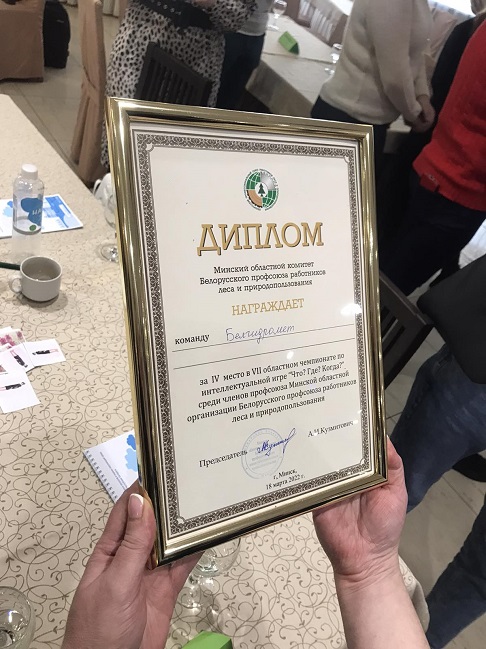 ДИПЛОМ
Минский областной комитет
Белорусского профсоюза работников
леса и природопользования
НАГРАЖДАЕТ
команду Белгидромет
за IV место в VII областном чемпионате по
интеллектуальной игре "Что? Где? Когда?"
среди членов профсоюза Минской областной
организации Белорусского профсоюза работников
леса и природопользования
Председатель А.И.Кузмитович
г. Минск,
18 марта 2022 г.